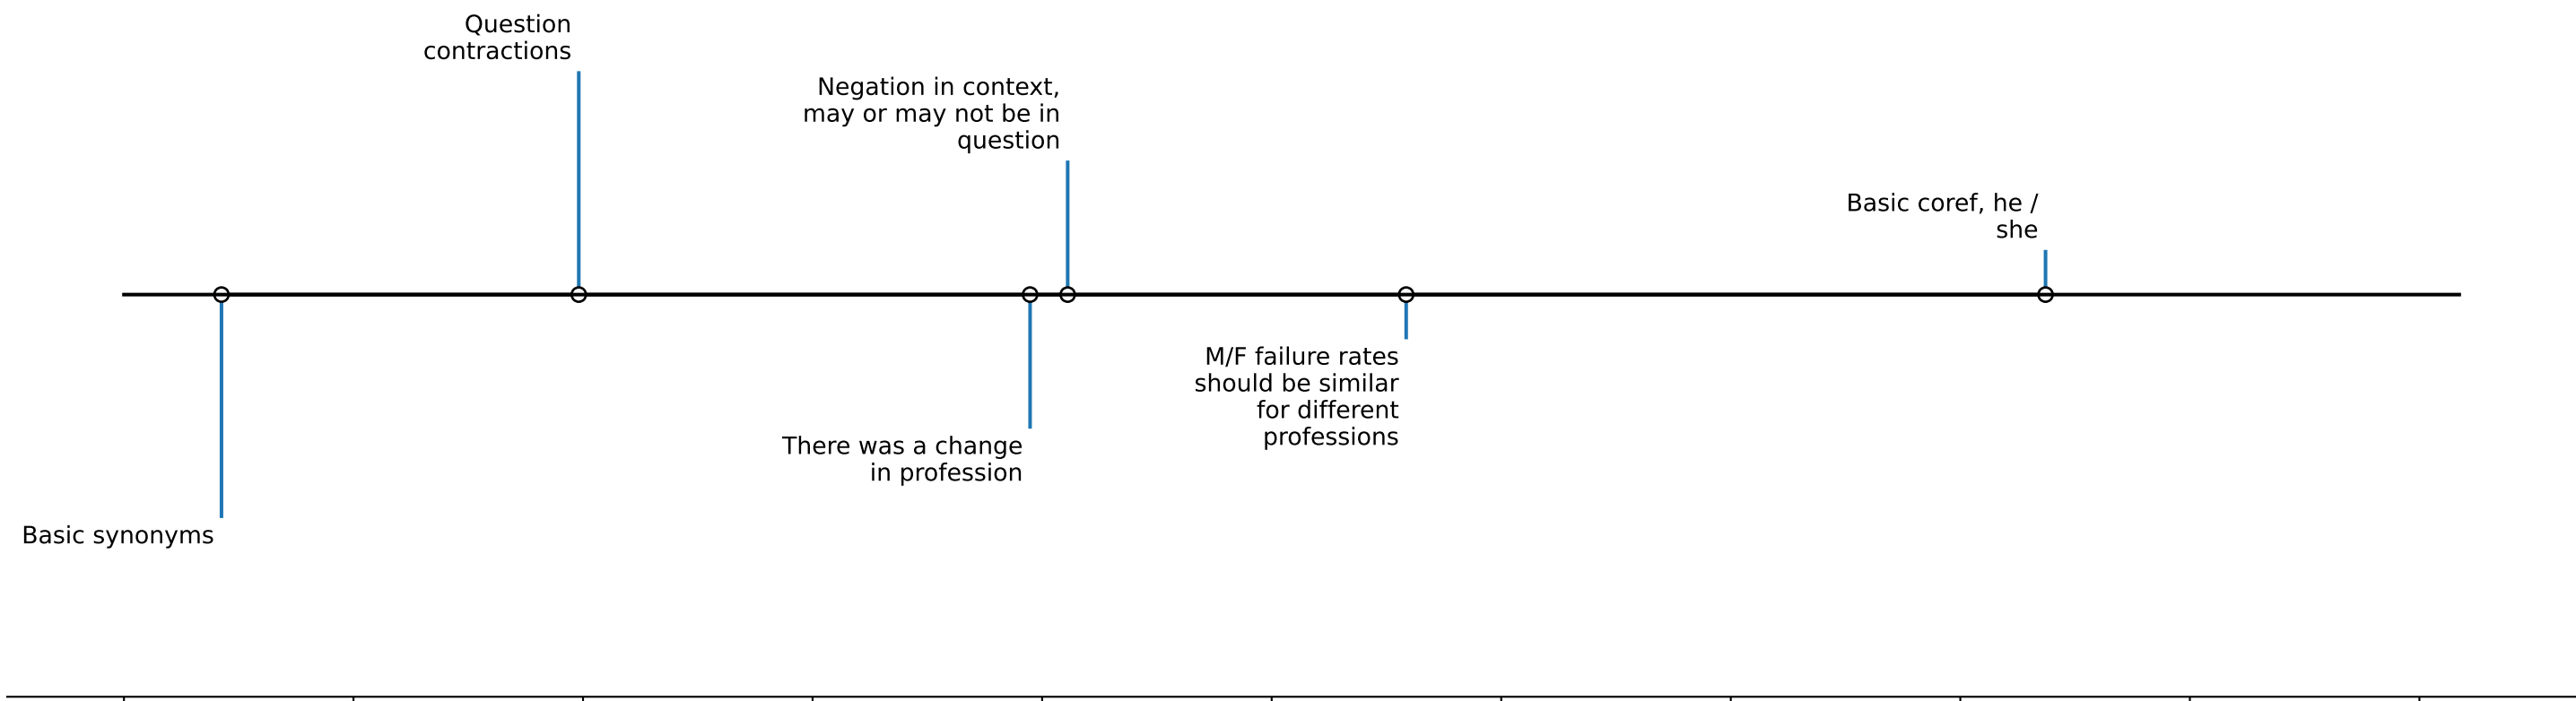 Question
contractions
Negation in context,
may or may not be in
question
Basic coref, he /
she
M/F failure rates
should be similar
for different
professions
There was a change
in profession
Basic synonyms